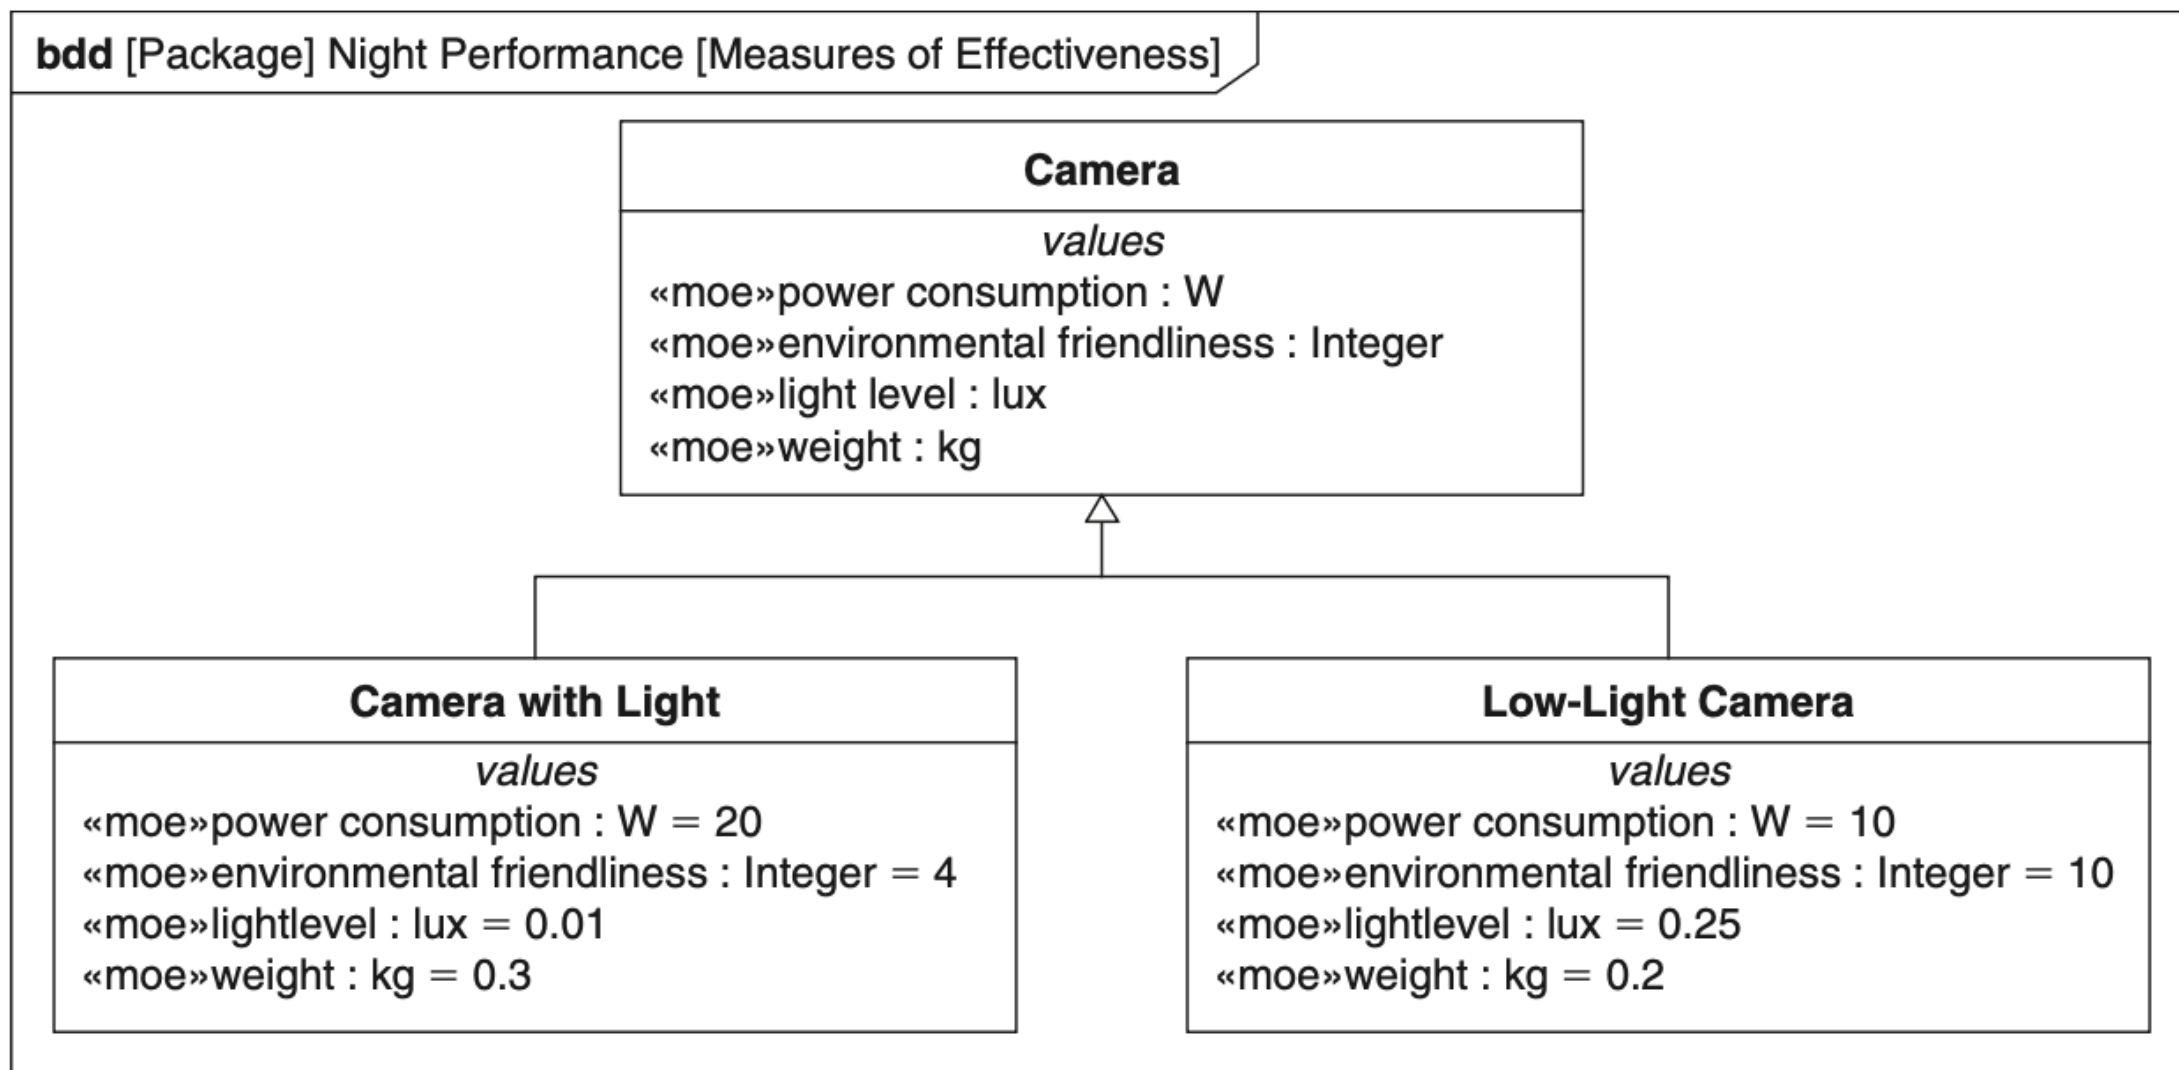 bdd [Package] Night Performance [Measures of Effectiveness]
Camera
values
«moe»power consumption : W
«moe»environmental friendliness : Integer
«moe»light level : lux
«moe»weight : kg
Camera with Light
values
«moe»power consumption : W = 20
«moe»environmental friendliness : Integer = 4
«moe»lightlevel : lux = 0.01
«moe»weight : kg = 0.3
Low-Light Camera
values
«moe»power consumption : W = 10
«moe»environmental friendliness : Integer = 10
«moe»lightlevel : lux = 0.25
«moe»weight : kg = 0.2